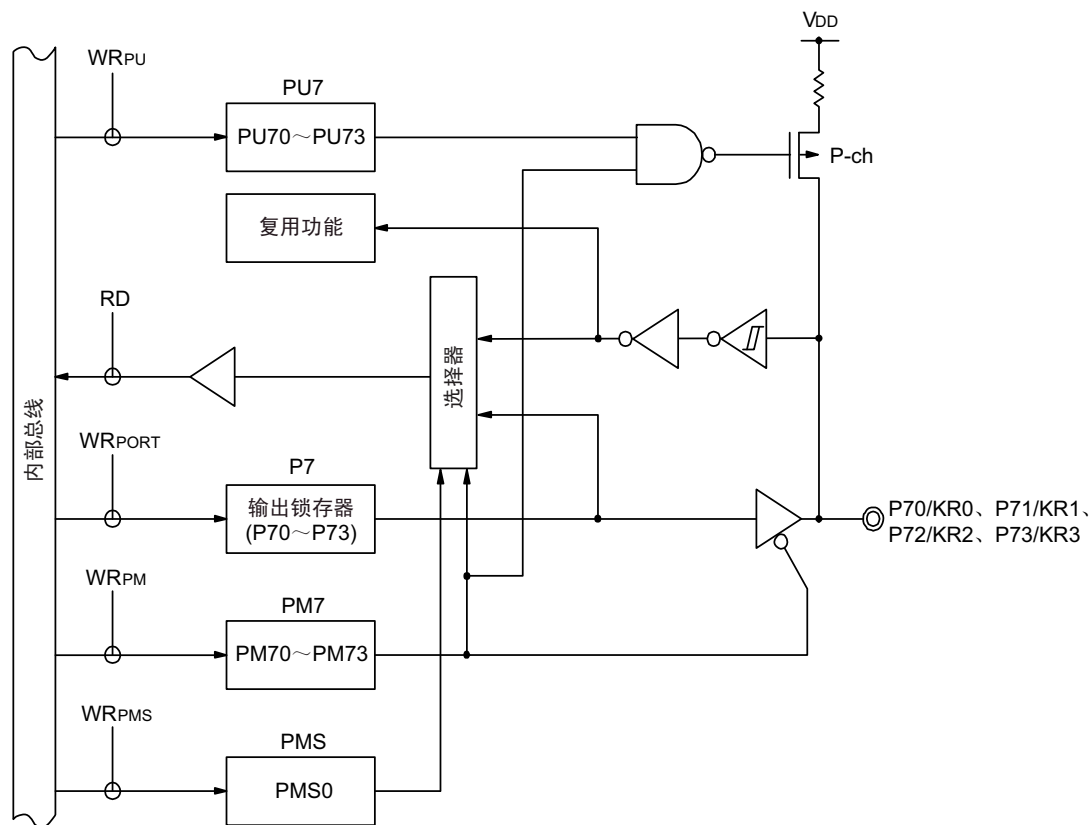 VDD
WRPU
PU7
PU70～PU73
P-ch
复用功能
RD
选择器
内部总线
WRPORT
P7
输出锁存器
(P70～P73)
P70/KR0、P71/KR1、
P72/KR2、P73/KR3
WRPM
PM7
PM70～PM73
WRPMS
PMS
PMS0